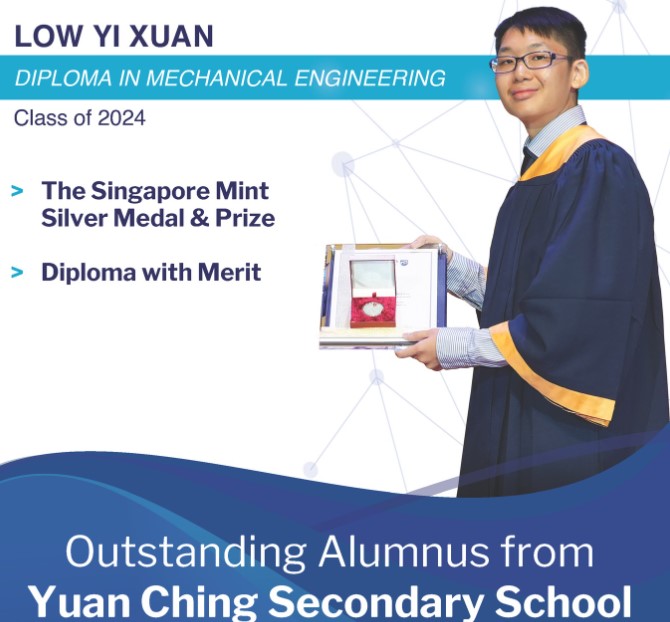 LOW YI XUAN
DIPLOMA IN MECHANICAL ENGINEERING
Class of 2024
> The Singapore Mint
Silver Medal & Prize
> Diploma with Merit
Outstanding Alumnus from
Yuan Ching Secondary School